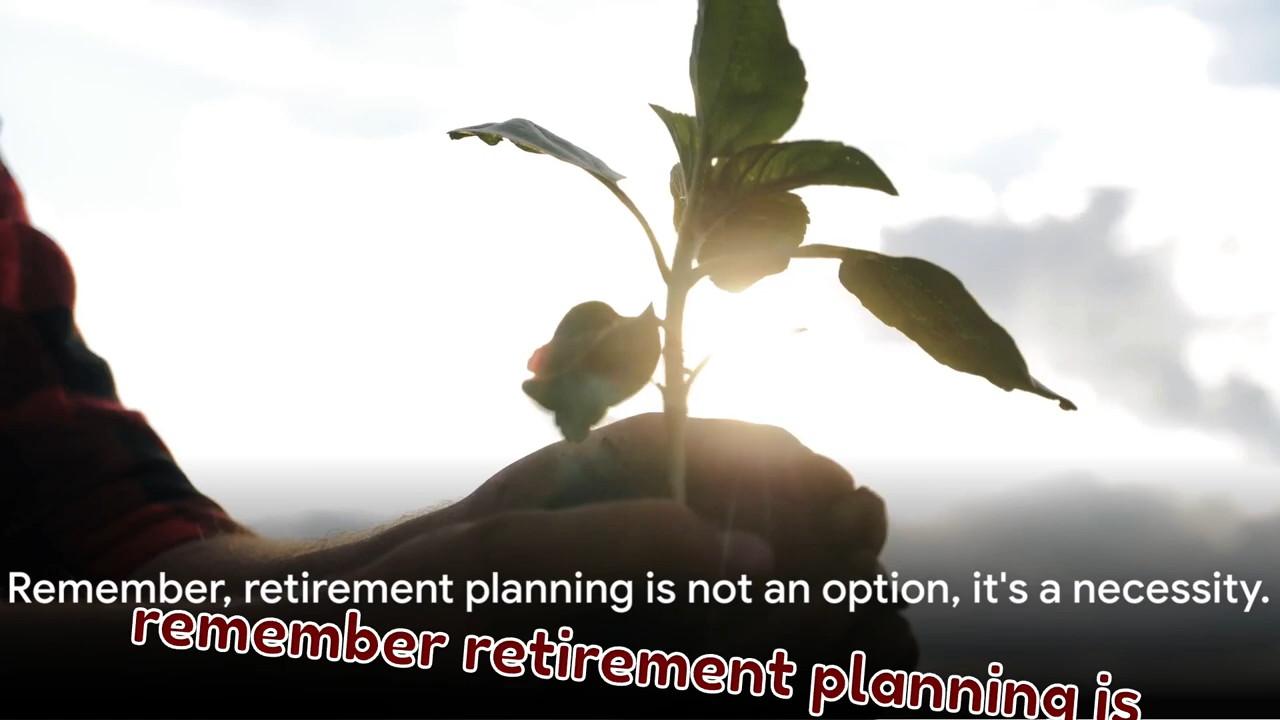 Remember, retirement planning is not an option, it's a necessity.
remember retirement planning is